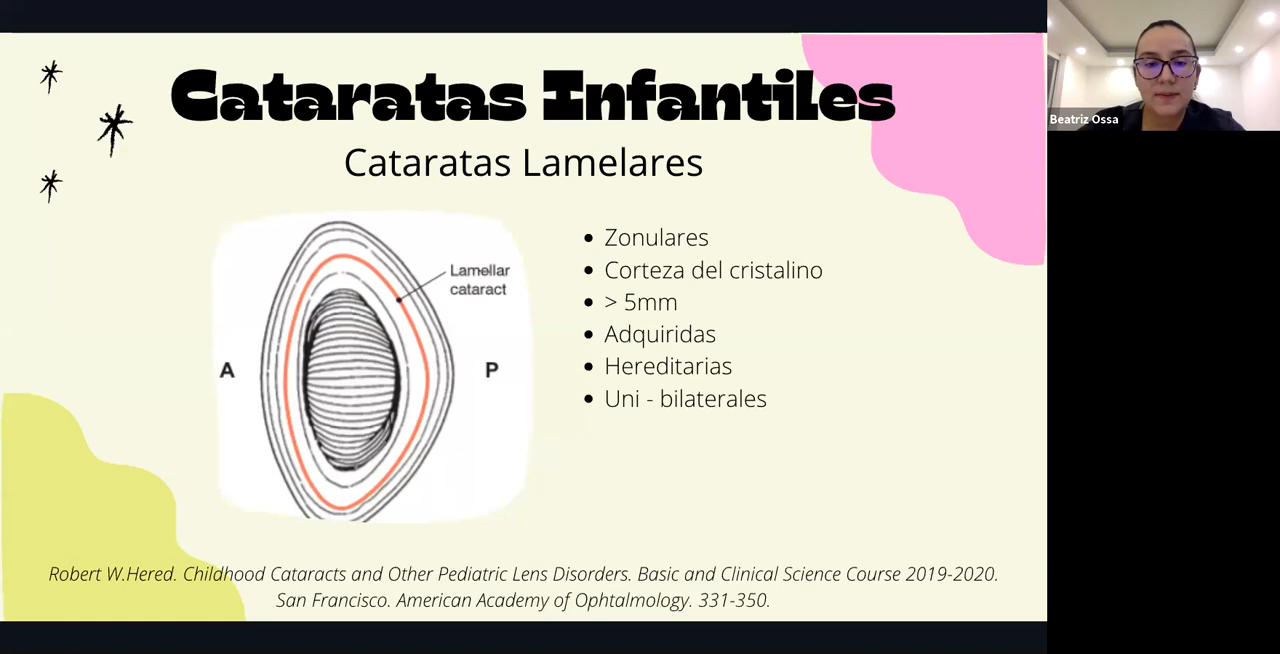 Cataratas Infantiles
Cataratas Lamelares
Lamellar
cataract
A
P
• Zonulares
• Corteza del cristalino
• > 5mm
• Adquiridas
• Hereditarias
• Uni - bilaterales
Robert W.Hered. Childhood Cataracts and Other Pediatric Lens Disorders. Basic and Clinical Science Course 2019-2020.
San Francisco. American Academy of Ophtalmology. 331-350.
Beatriz Ossa